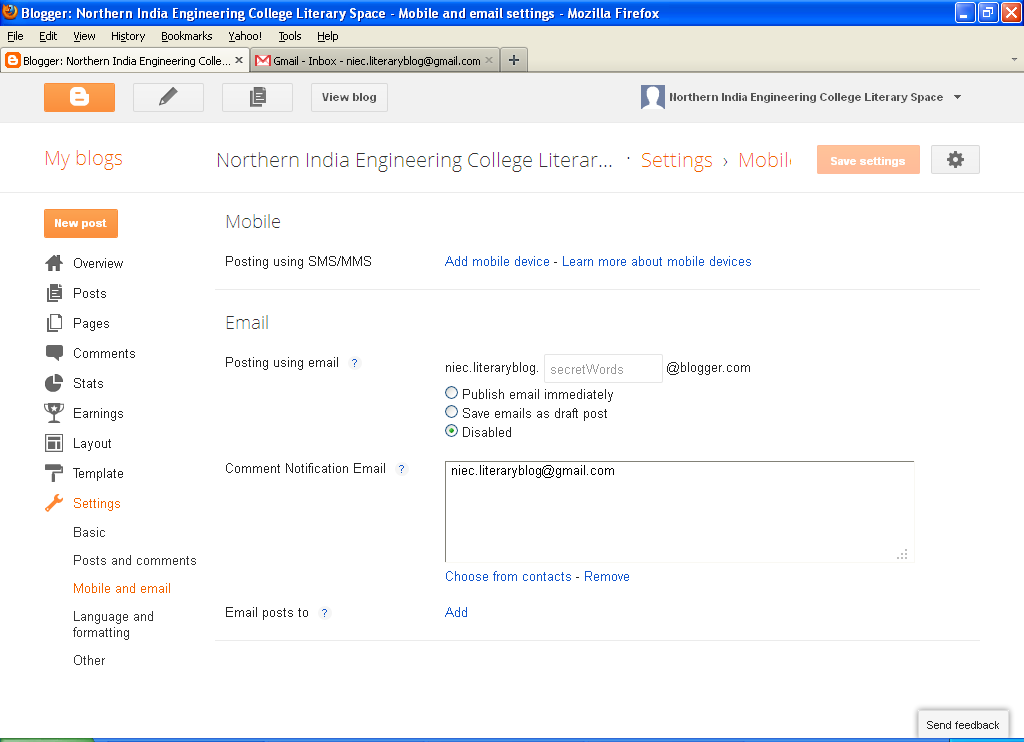 Blogger: Northern India Engineering College Literary Space - Mobile and email settings - Mozilla Firefox
File Edit View History Bookmarks Yahoo! Tools Help
Blogger: Northern India Engineering Colle... Gmail - Inbox - niec.literaryblog@gmail.com
View blog Northern India Engineering College Literary Space
My blogs Northern India Engineering College Literar... · Settings › Mobil
Save settings
New post
Overview
Posts
Pages
Comments
Stats
Earnings
Layout
Template
Settings
Basic
Posts and comments
Mobile and email
Language and
formatting
Other
Mobile
Posting using SMS/MMS Add mobile device - Learn more about mobile devices
Email
Posting using email ? niec.literaryblog. secretWords @blogger.com
Publish email immediately
Save emails as draft post
Disabled
Comment Notification Email ? niec.literaryblog@gmail.com
Choose from contacts - Remove
Email posts to ? Add
Send feedback